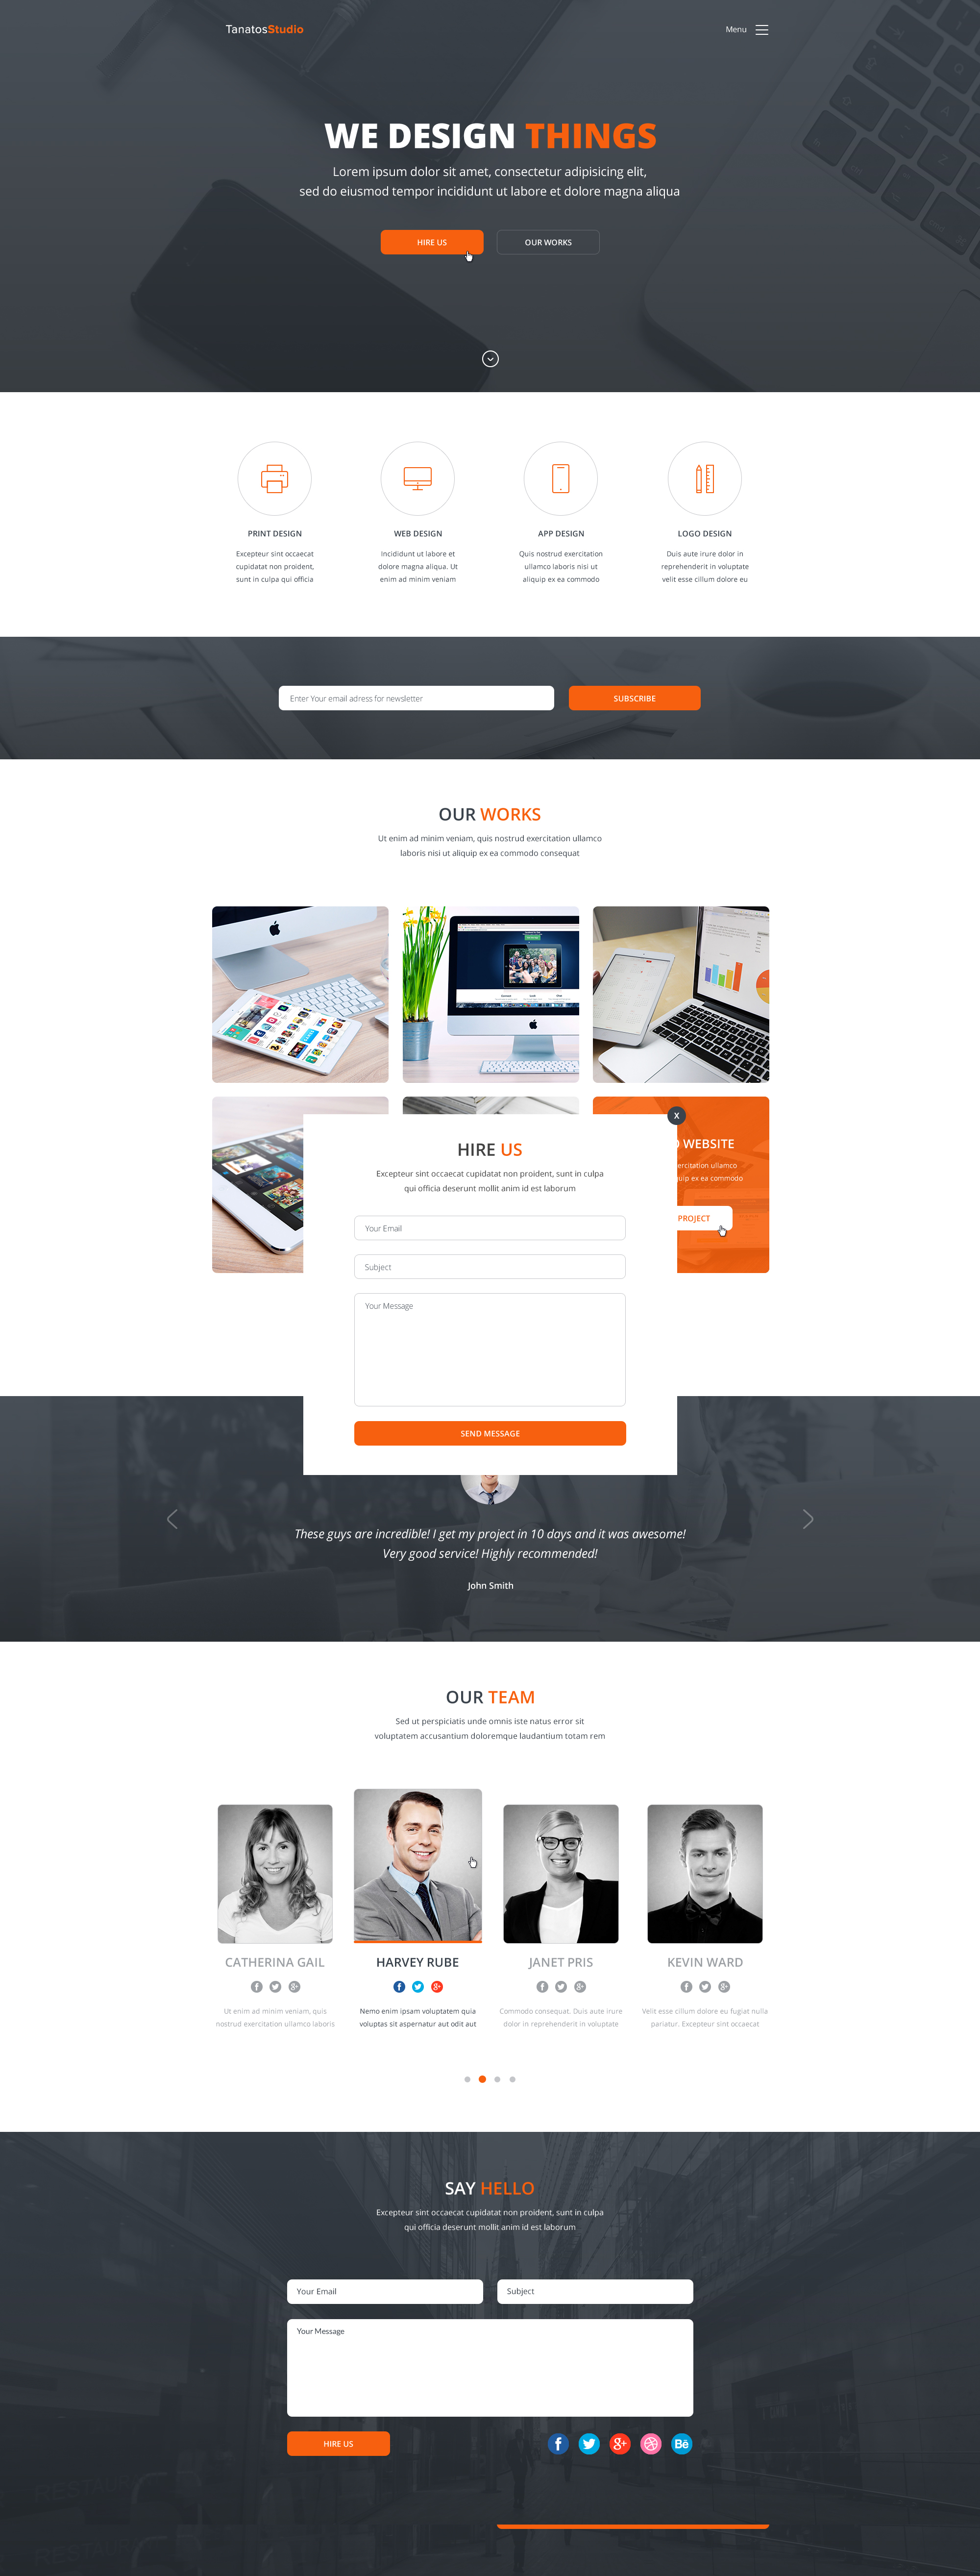 TanatosStudio
Menu
WE DESIGN THINGS
Lorem ipsum dolor sit amet, consectetur adipisicing elit,
sed do eiusmod tempor incididunt ut labore et dolore magna aliqua
HIRE US
OUR WORKS
PRINT DESIGN
Excepteur sint occaecat
cupidatat non proident,
sunt in culpa qui officia
WEB DESIGN
Incididunt ut labore et
dolore magna aliqua. Ut
enim ad minim veniam
APP DESIGN
Quis nostrud exercitation
ullamco laboris nisi ut
aliquip ex ea commodo
LOGO DESIGN
Duis aute irure dolor in
reprehenderit in voluptate
velit esse cillum dolore eu
Enter Your email adress for newsletter
SUBSCRIBE
OUR WORKS
Ut enim ad minim veniam, quis nostrud exercitation ullamco
laboris nisi ut aliquip ex ea commodo consequat
X
WEBSITE
ercitation ullamco
quip ex ea commodo
PROJECT
HIRE US
Excepteur sint occaecat cupidatat non proident, sunt in culpa
qui officia deserunt mollit anim id est laborum
Your Email
Subject
Your Message
SEND MESSAGE
These guys are incredible! I get my project in 10 days and it was awesome!
Very good service! Highly recommended!
John Smith
OUR TEAM
Sed ut perspiciatis unde omnis iste natus error sit
voluptatem accusantium doloremque laudantium totam rem
CATHERINA GAIL
Ut enim ad minim veniam, quis
nostrud exercitation ullamco laboris
HARVEY RUBE
Nemo enim ipsam voluptatem quia
voluptas sit aspernatur aut odit aut
JANET PRIS
Commodo consequat. Duis aute irure
dolor in reprehenderit in voluptate
KEVIN WARD
Velit esse cillum dolore eu fugiat nulla
pariatur. Excepteur sint occaecat
SAY HELLO
Excepteur sint occaecat cupidatat non proident, sunt in culpa
qui officia deserunt mollit anim id est laborum
Your Email
Subject
Your Message
HIRE US